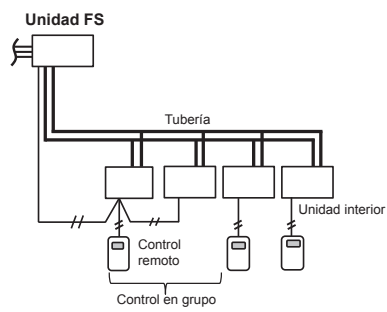 Unidad FS
Tubería
Unidad interior
Control
remoto
Control en grupo